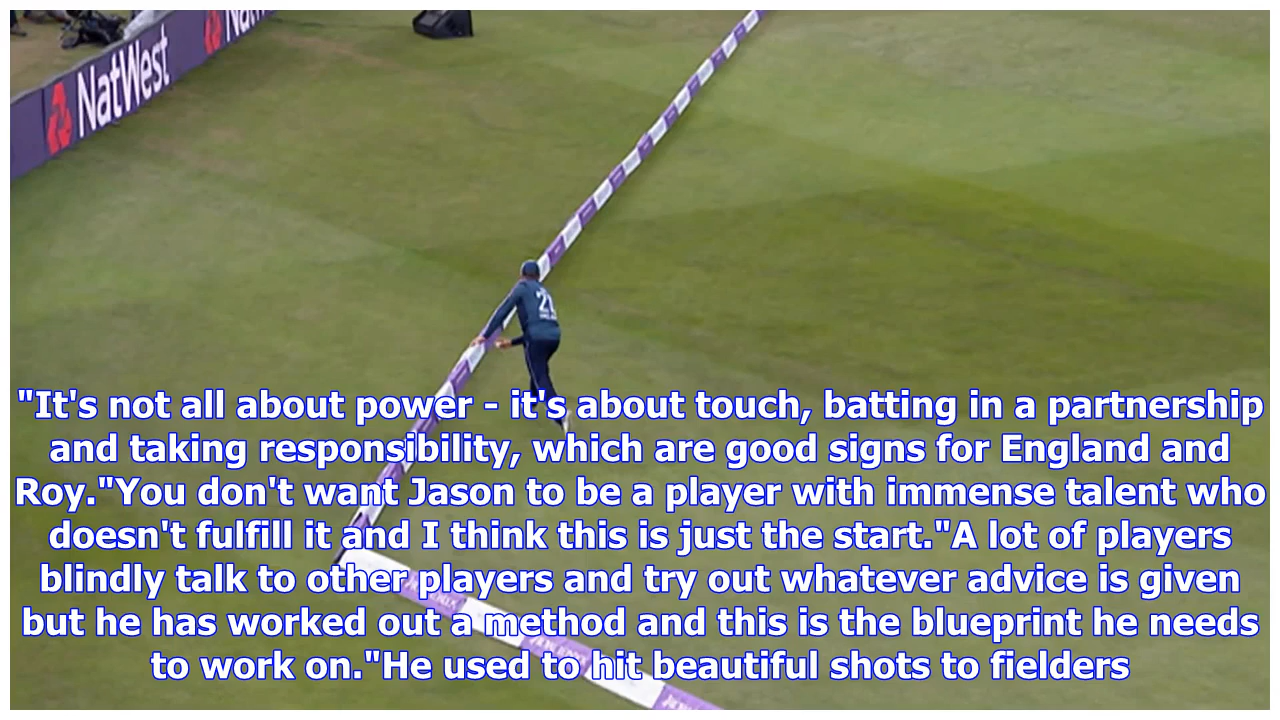 NatWest
NatWest
21
"It's not all about power - it's about touch, batting in a partnership
and taking responsibility, which are good signs for England and
Roy."You don't want Jason to be a player with immense talent who
doesn't fulfill it and I think this is just the start."A lot of players
blindly talk to other players and try out whatever advice is given
but he has worked out a method and this is the blueprint he needs
to work on."He used to hit beautiful shots to fielders